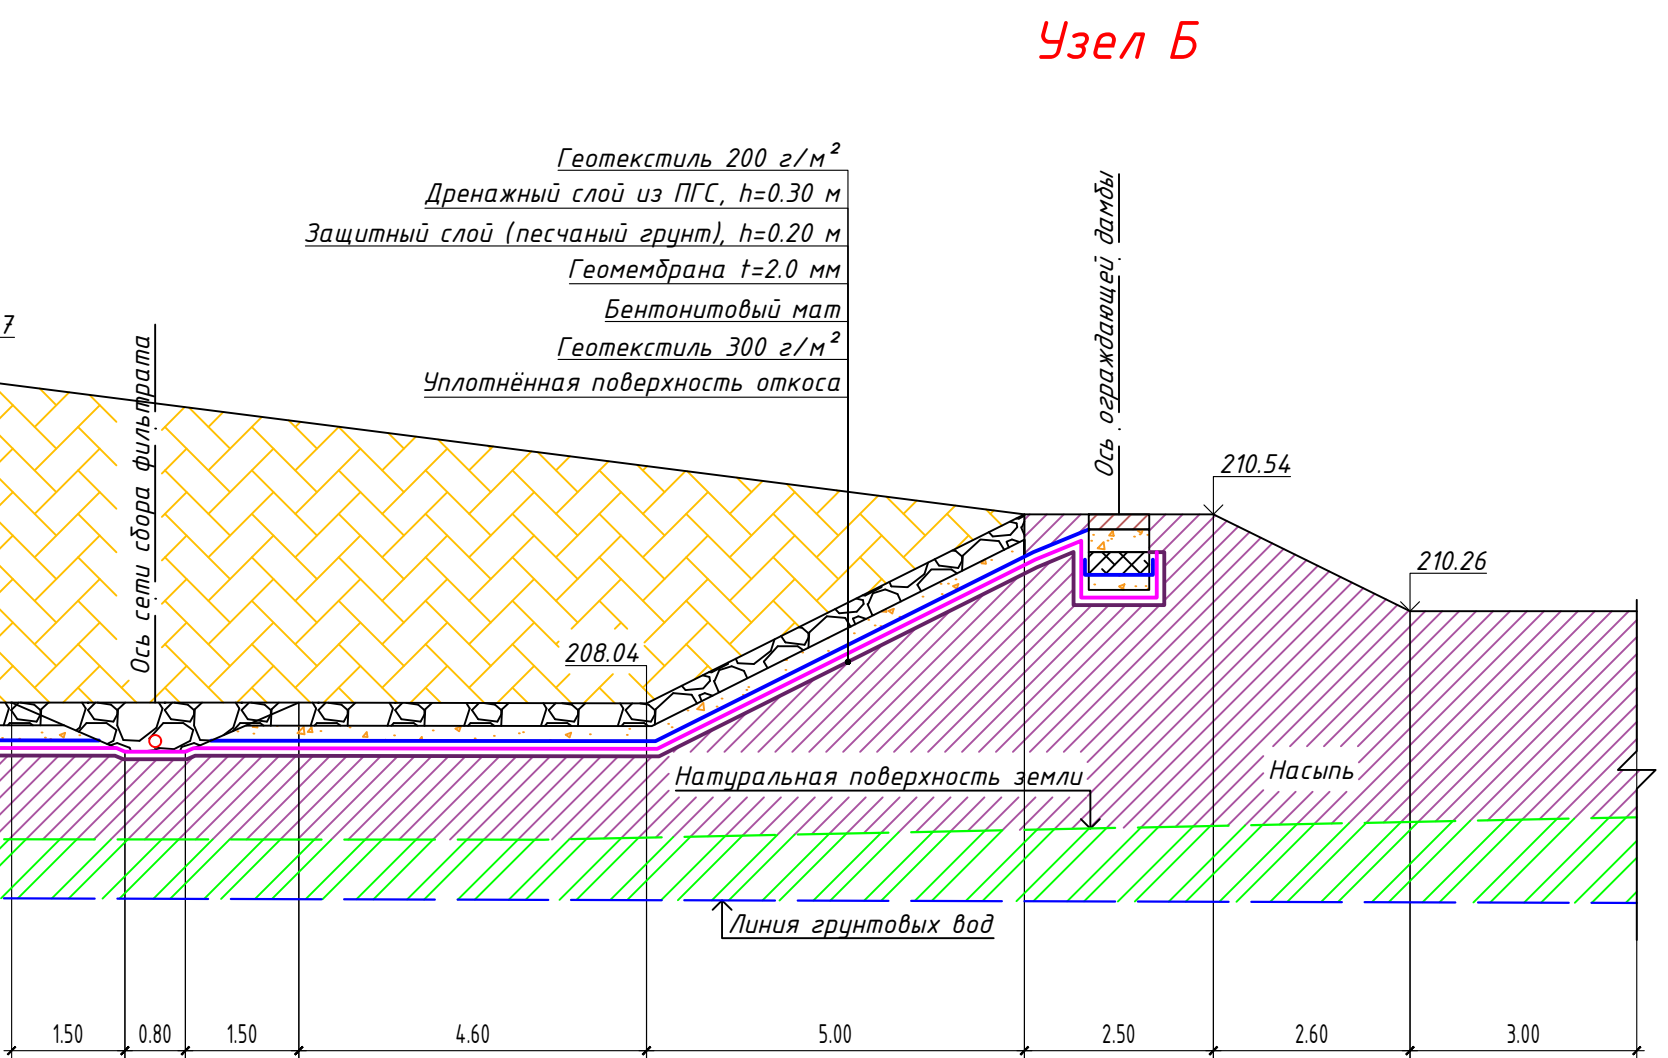 Узел Б
Геотекстиль 200 г/м²
Дренажный слой из ПГС, h=0.30 м
Защитный слой (песчаный грунт), h=0.20 м
Геомембрана t=2.0 мм
Бентонитовый мат
Геотекстиль 300 г/м²
Уплотнённая поверхность откоса
7
Ось сети сбора фильтрата
Ось ограждающей дамбы
210.54
210.26
208.04
Натуральная поверхность земли
Насыпь
Линия грунтовых вод
1.50 0.80 1.50 4.60 5.00 2.50 2.60 3.00